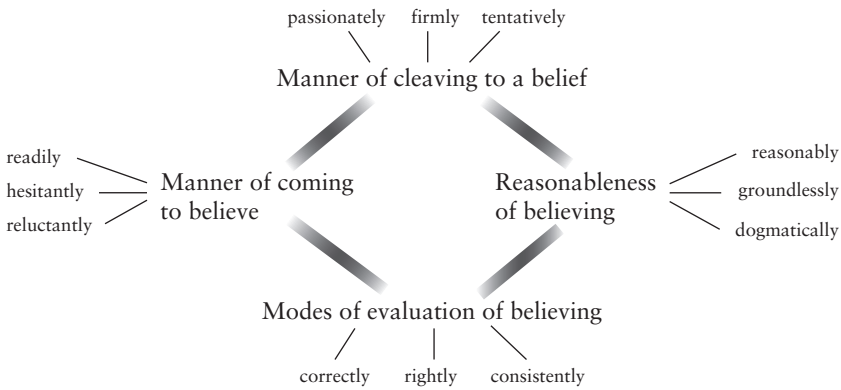 passionately firmly tentatively
Manner of cleaving to a belief
readily
hesitantly
reluctantly
Manner of coming
to believe
Reasonableness
of believing
reasonably
groundlessly
dogmatically
Modes of evaluation of believing
correctly rightly consistently